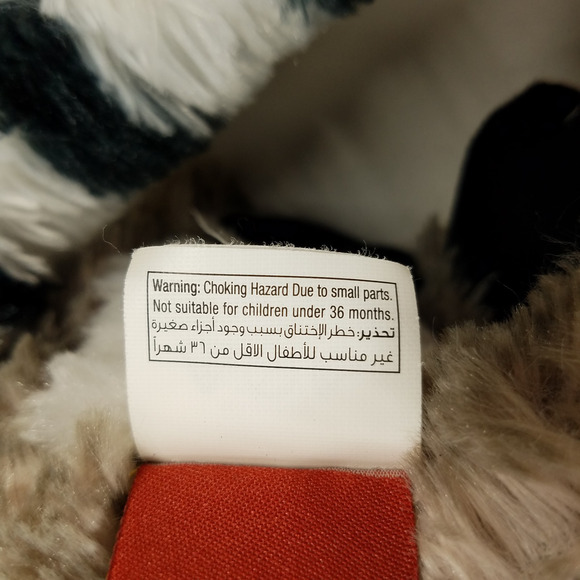 Warning: Choking Hazard Due to small parts.
Not suitable for children under 36 months.
تحذير: خطر الإختناق بسبب وجود أجزاء صغيرة
غير مناسب للأطفال الاقل من ٣٦ شهراً